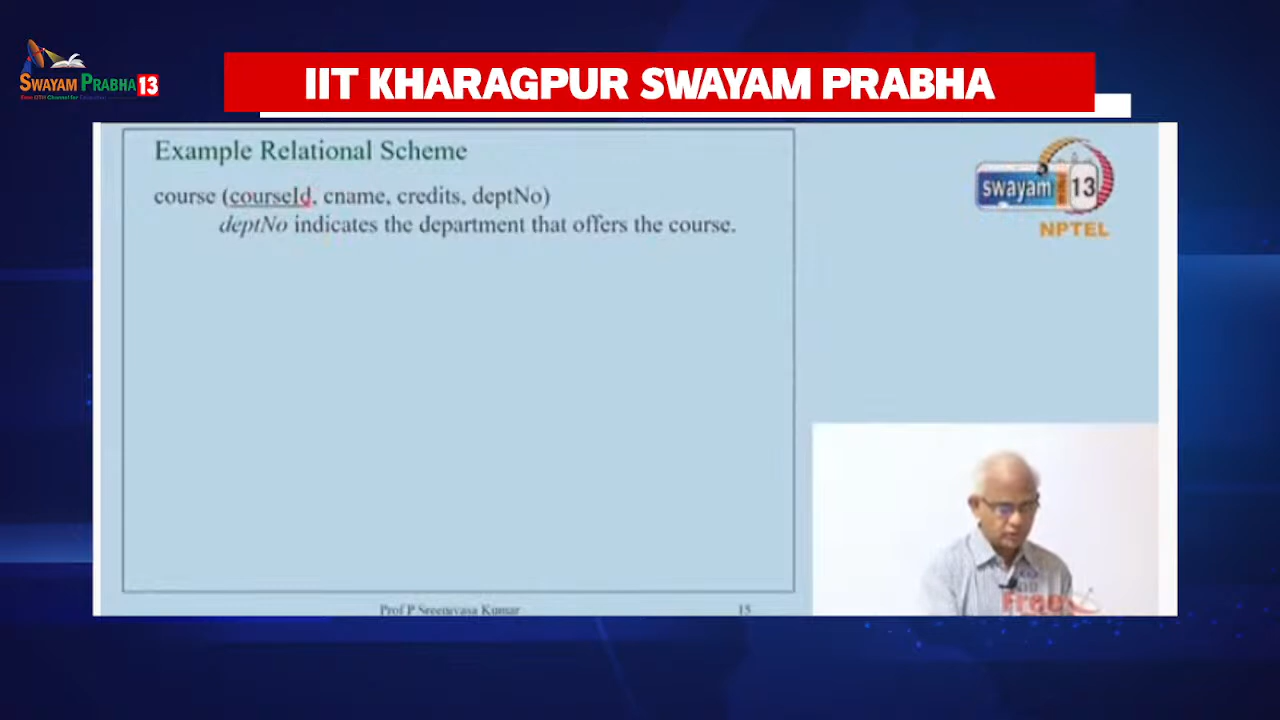 SWAYAM PRABHA 13
IIT KHARAGPUR SWAYAM PRABHA
Example Relational Scheme
course (courseId, cname, credits, deptNo)
deptNo indicates the department that offers the course.
swayam 13
NPTEL
Free
Prof P Sreenivasa Kumar
15